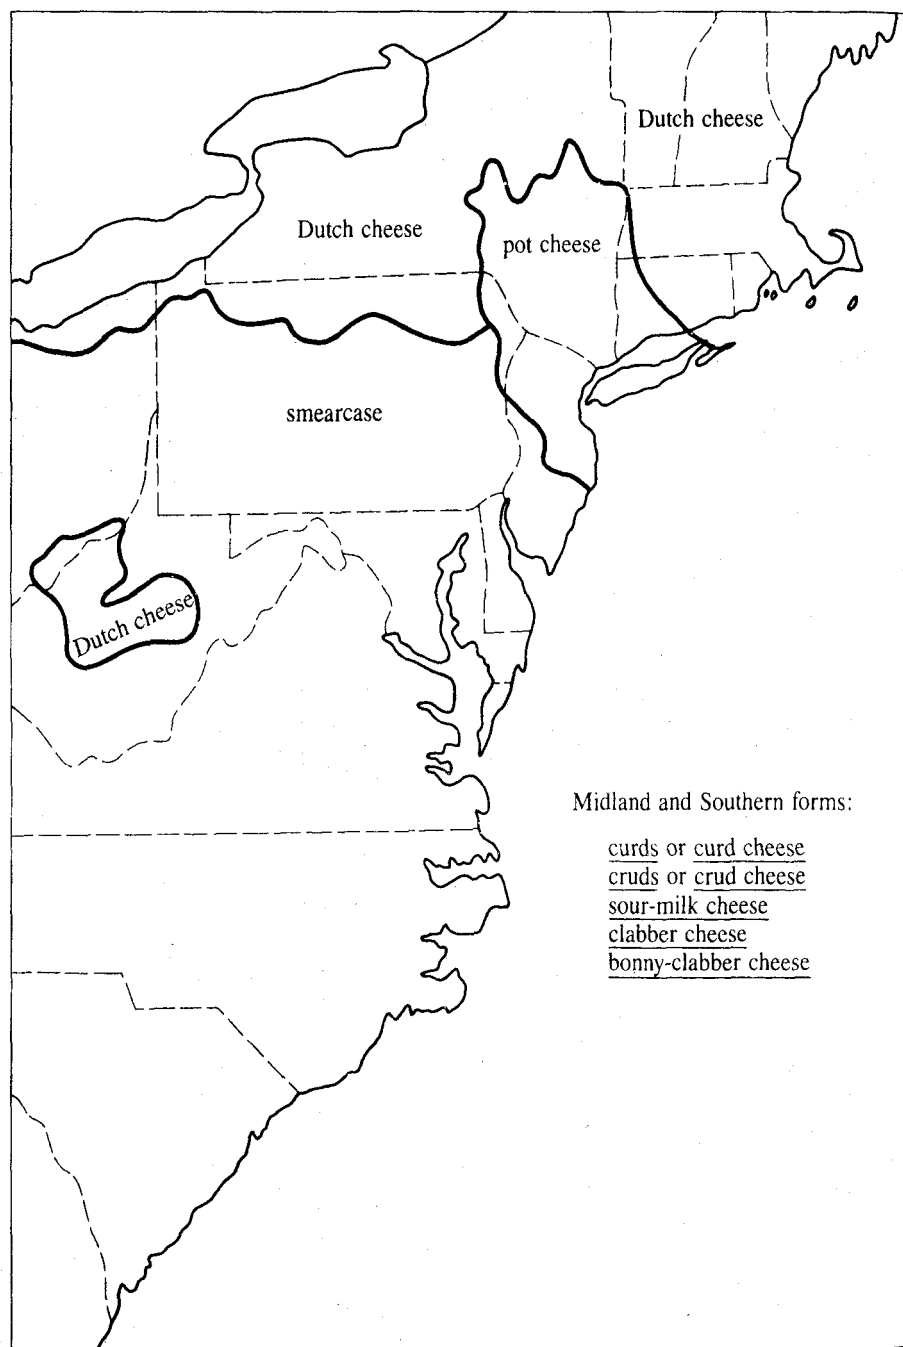 Dutch cheese
Dutch cheese
pot cheese
smearcase
Dutch cheese
Midland and Southern forms:
curds or curd cheese
cruds or crud cheese
sour-milk cheese
clabber cheese
bonny-clabber cheese